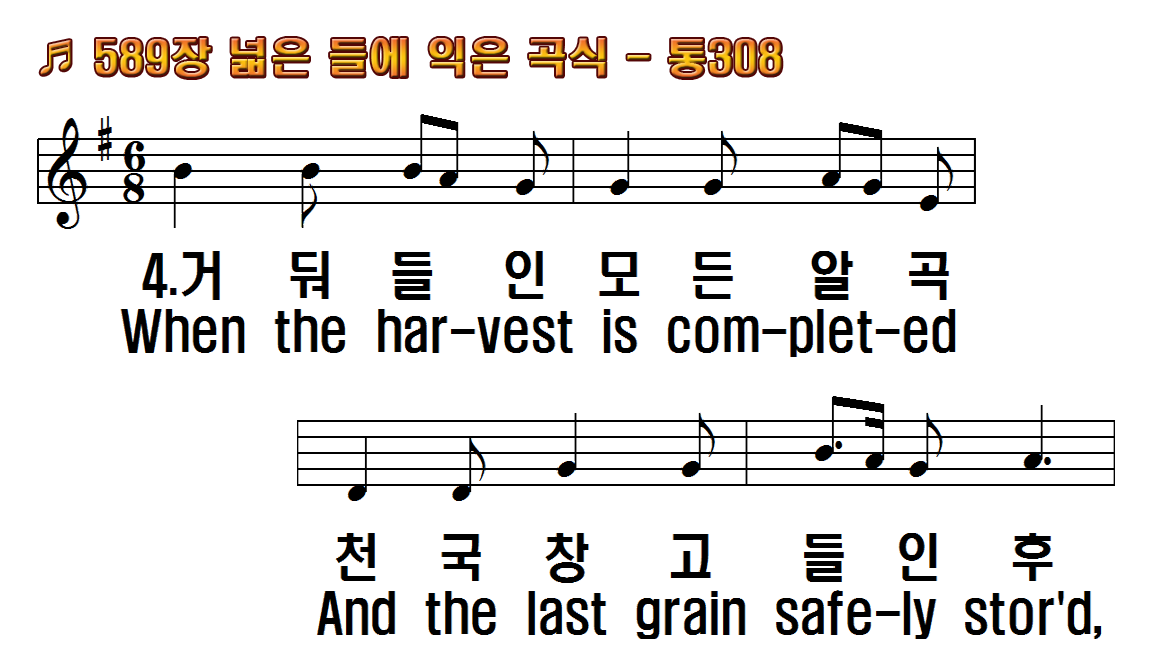 ♬ 589장 넓은 들에 익은 곡식 - 통308
4.거 둬 들 인 모 든 알 곡
When the har-vest is com-plet-ed
천 국 창 고 들 인 후
And the last grain safe-ly stor'd,